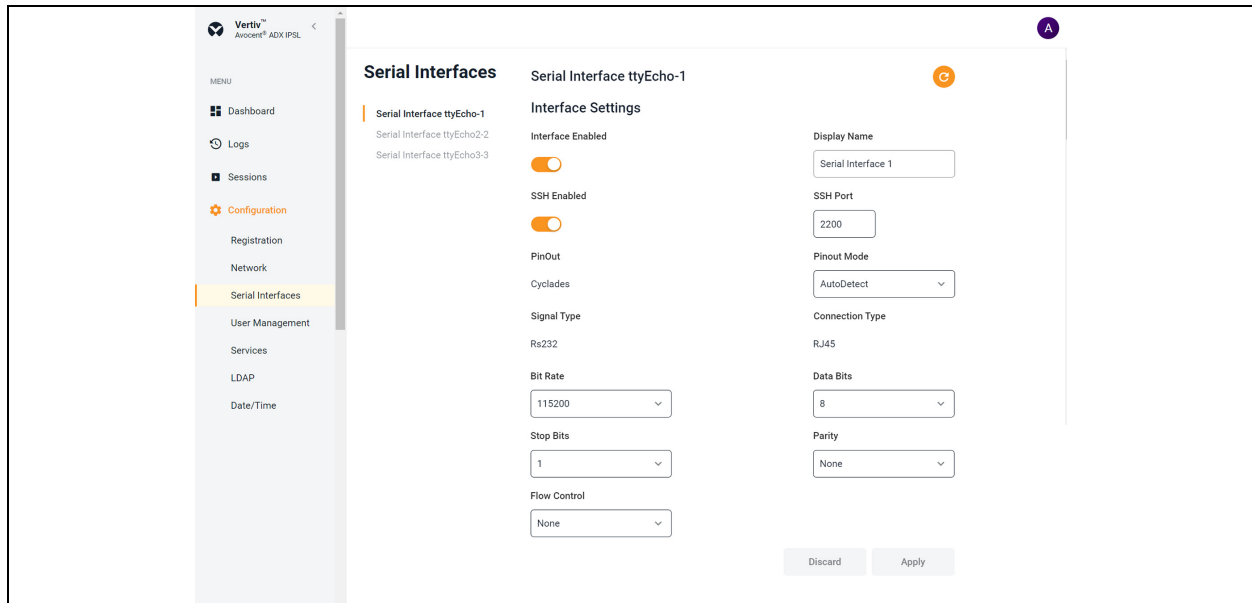 Vertiv™
Avocent® ADX IPSL
A
MENU
Dashboard
Logs
Sessions
Configuration
Registration
Network
Serial Interfaces
User Management
Services
LDAP
Date/Time
Serial Interfaces
Serial Interface ttyEcho-1
Serial Interface ttyEcho2-2
Serial Interface ttyEcho3-3
Serial Interface ttyEcho-1
Interface Settings
Interface Enabled
Display Name
Serial Interface 1
SSH Enabled
SSH Port
2200
PinOut
Pinout Mode
Cyclades
AutoDetect
Signal Type
Connection Type
Rs232
RJ45
Bit Rate
Data Bits
115200
8
Stop Bits
Parity
1
None
Flow Control
None
Discard
Apply